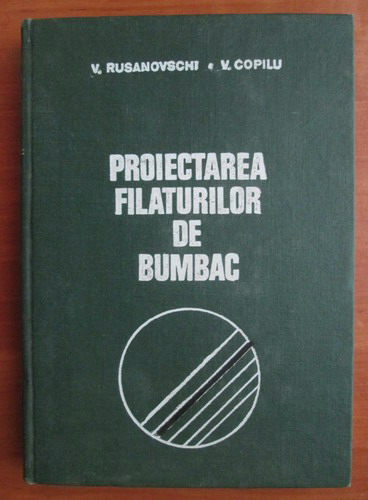 V. RUSANOVSCHI • V. COPILU
PROIECTAREA
FILATURILOR
DE
BUMBAC